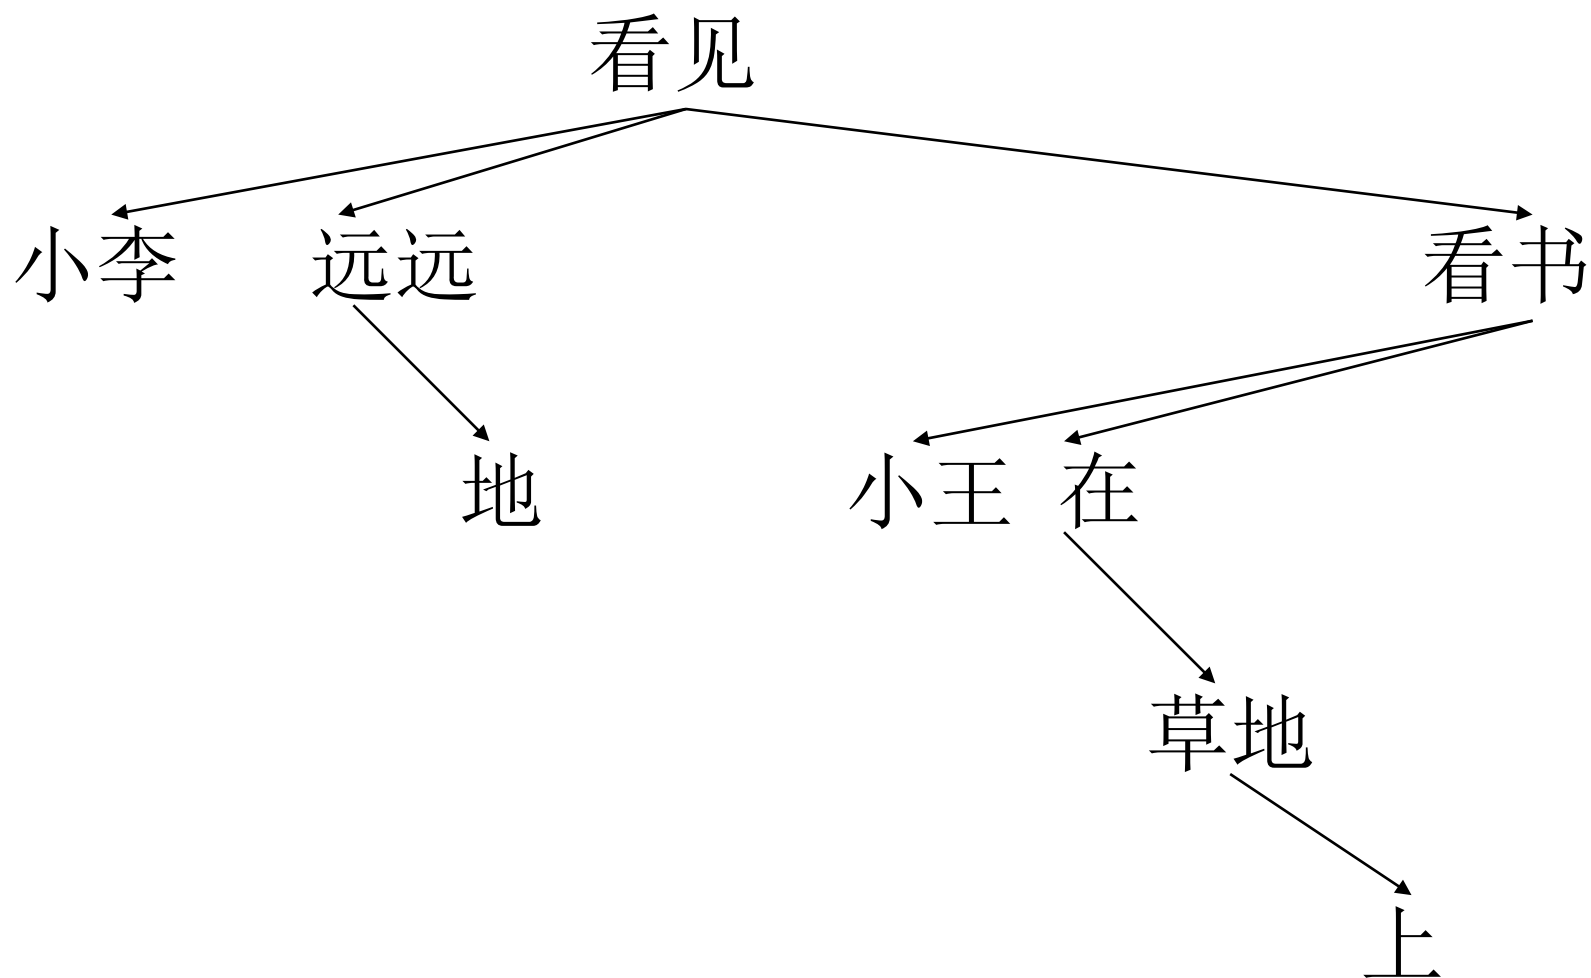 看见
小李 远远 看书
地 小王 在
草地
上